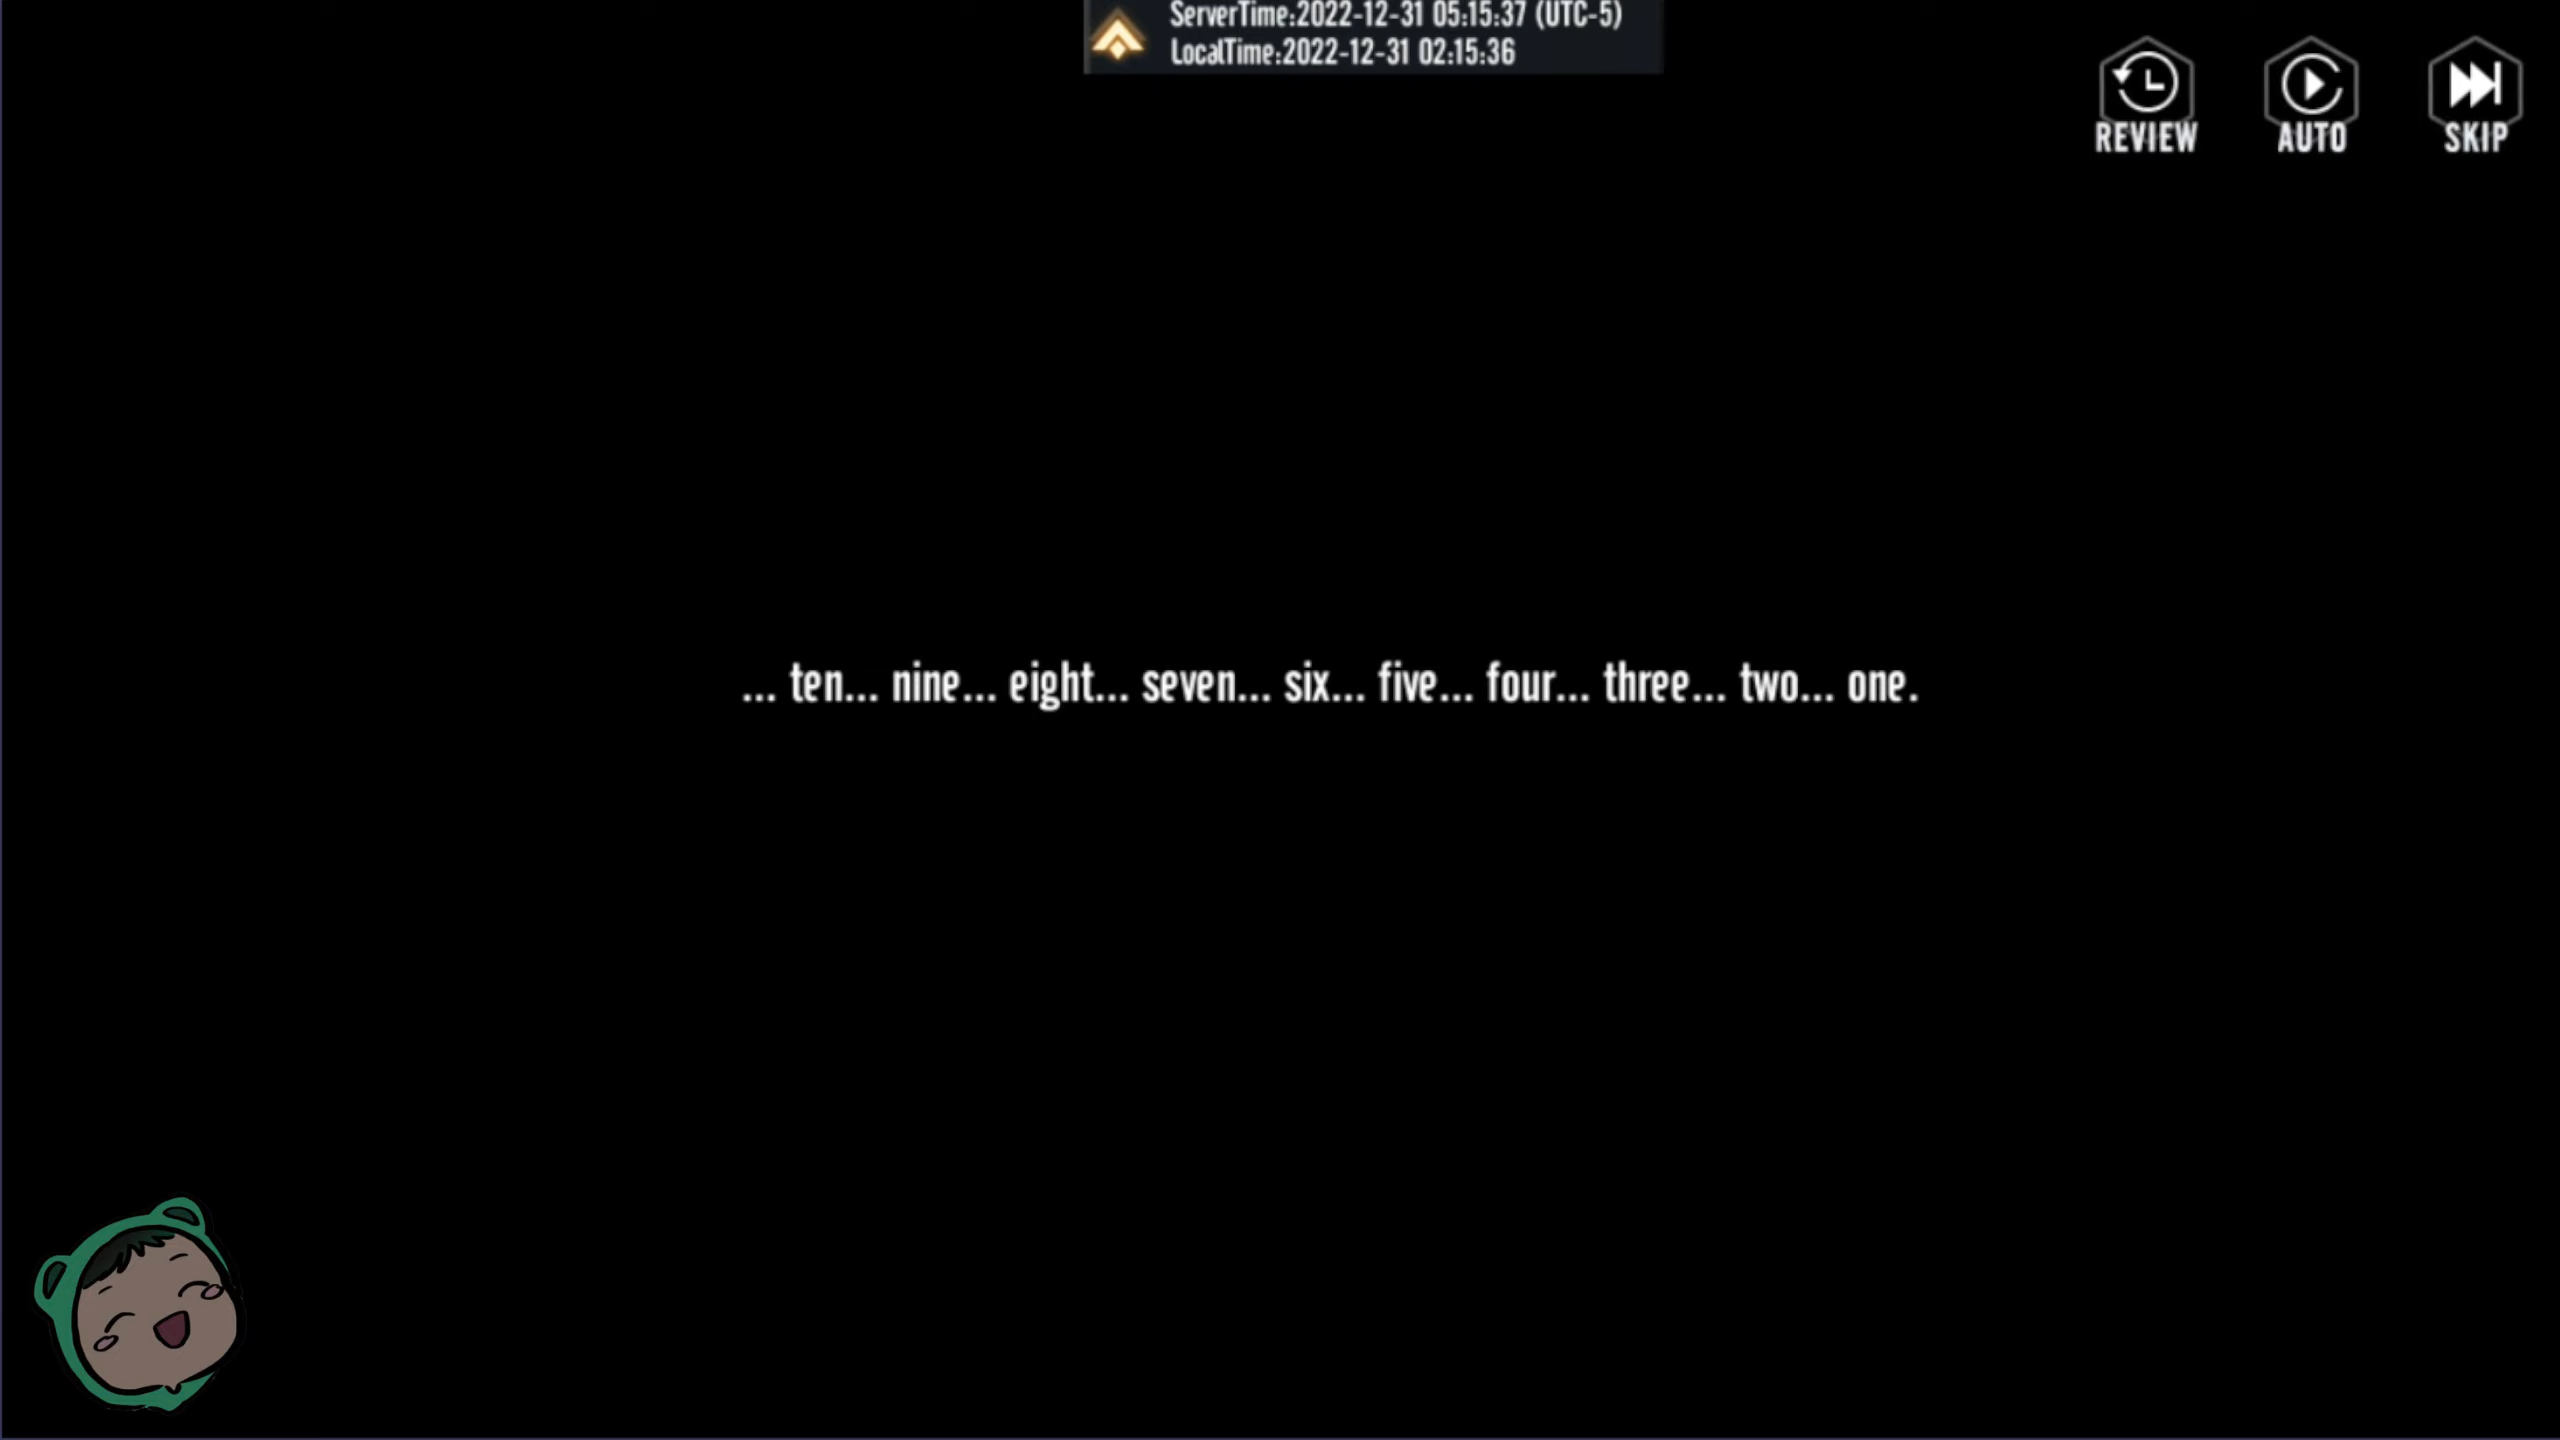 ServerTime:2022-12-31 05:15:37 (UTC-5)
LocalTime:2022-12-31 02:15:36
REVIEW
AUTO
SKIP
... ten... nine... eight... seven... six... five... four... three... two... one.